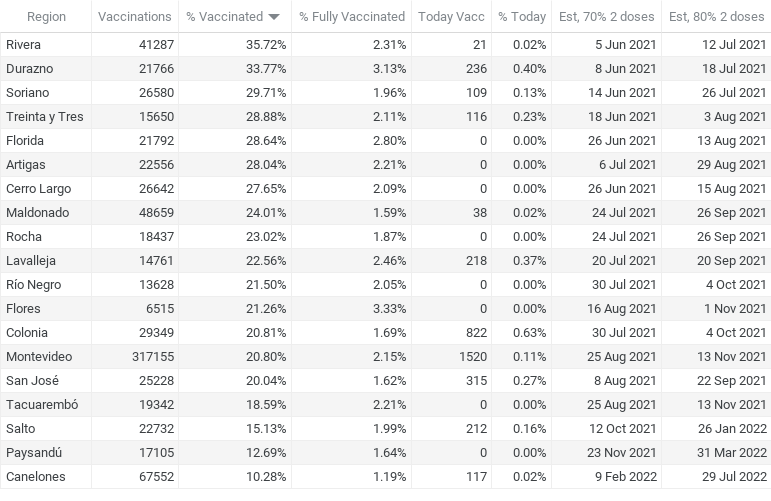 Region Vaccinations % Vaccinated % Fully Vaccinated Today Vacc % Today Est, 70% 2 doses Est, 80% 2 doses
Rivera 41287 35.72% 2.31% 21 0.02% 5 Jun 2021 12 Jul 2021
Durazno 21766 33.77% 3.13% 236 0.40% 8 Jun 2021 18 Jul 2021
Soriano 26580 29.71% 1.96% 109 0.13% 14 Jun 2021 26 Jul 2021
Treinta y Tres 15650 28.88% 2.11% 116 0.23% 18 Jun 2021 3 Aug 2021
Florida 21792 28.64% 2.80% 0 0.00% 26 Jun 2021 13 Aug 2021
Artigas 22556 28.04% 2.21% 0 0.00% 6 Jul 2021 29 Aug 2021
Cerro Largo 26642 27.65% 2.09% 0 0.00% 26 Jun 2021 15 Aug 2021
Maldonado 48659 24.01% 1.59% 38 0.02% 24 Jul 2021 26 Sep 2021
Rocha 18437 23.02% 1.87% 0 0.00% 24 Jul 2021 26 Sep 2021
Lavalleja 14761 22.56% 2.46% 218 0.37% 20 Jul 2021 20 Sep 2021
Río Negro 13628 21.50% 2.05% 0 0.00% 30 Jul 2021 4 Oct 2021
Flores 6515 21.26% 3.33% 0 0.00% 16 Aug 2021 1 Nov 2021
Colonia 29349 20.81% 1.69% 822 0.63% 30 Jul 2021 4 Oct 2021
Montevideo 317155 20.80% 2.15% 1520 0.11% 25 Aug 2021 13 Nov 2021
San José 25228 20.04% 1.62% 315 0.27% 8 Aug 2021 22 Sep 2021
Tacuarembó 19342 18.59% 2.21% 0 0.00% 25 Aug 2021 13 Nov 2021
Salto 22732 15.13% 1.99% 212 0.16% 12 Oct 2021 26 Jan 2022
Paysandú 17105 12.69% 1.64% 0 0.00% 23 Nov 2021 31 Mar 2022
Canelones 67552 10.28% 1.19% 117 0.02% 9 Feb 2022 29 Jul 2022